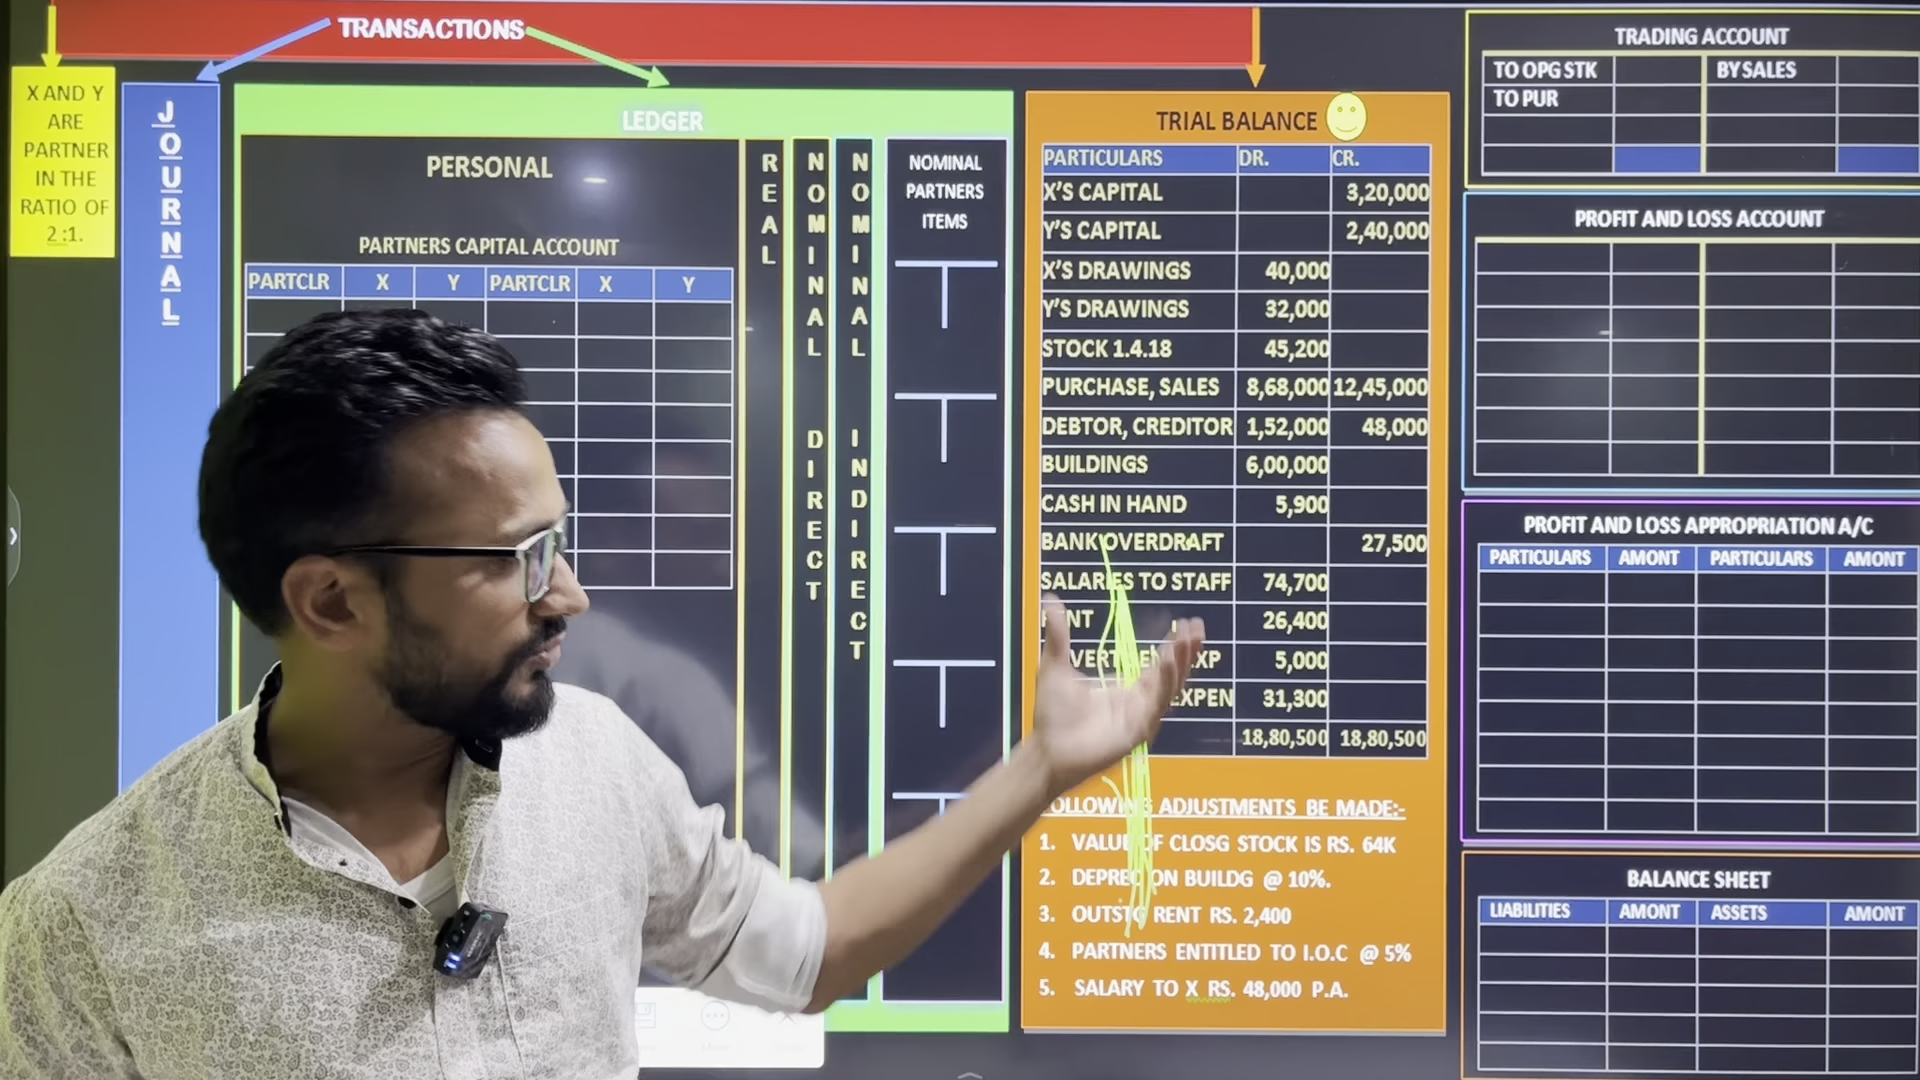 TRANSACTIONS
X AND Y
ARE
PARTNER
IN THE
RATIO OF
2 :1.
JOURNAL
LEDGER
PERSONAL
PARTNERS CAPITAL ACCOUNT
PARTCLR X Y PARTCLR X Y
REAL
NOMINAL DIRECT
NOMINAL INDIRECT
NOMINAL
PARTNERS
ITEMS
TRIAL BALANCE
PARTICULARS DR. CR.
X'S CAPITAL 3,20,000
Y'S CAPITAL 2,40,000
X'S DRAWINGS 40,000
Y'S DRAWINGS 32,000
STOCK 1.4.18 45,200
PURCHASE, SALES 8,68,000 12,45,000
DEBTOR, CREDITOR 1,52,000 48,000
BUILDINGS 6,00,000
CASH IN HAND 5,900
BANK OVERDRAFT 27,500
SALARIES TO STAFF 74,700
26,400
5,000
EXPEN 31,300
18,80,500 18,80,500
FOLLOWING ADJUSTMENTS BE MADE:-
1. VALUE OF CLOSG STOCK IS RS. 64K
2. DEPREC ON BUILDG @ 10%.
3. OUTSTG RENT RS. 2,400
4. PARTNERS ENTITLED TO I.O.C @ 5%
5. SALARY TO X RS. 48,000 P.A.
TRADING ACCOUNT
TO OPG STK BY SALES
TO PUR
PROFIT AND LOSS ACCOUNT
PROFIT AND LOSS APPROPRIATION A/C
PARTICULARS AMONT PARTICULARS AMONT
BALANCE SHEET
LIABILITIES AMONT ASSETS AMONT